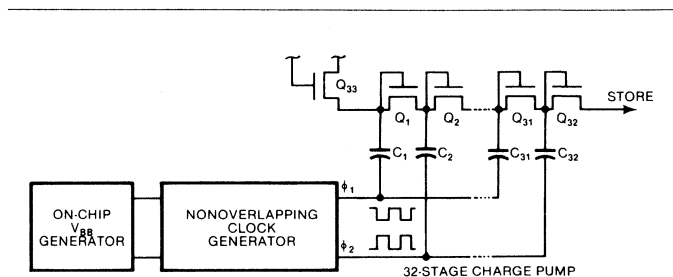 Q33
STORE
Q1
Q2
Q31
Q32
C1
C2
C31
C32
ϕ1
ON-CHIP
VBB
GENERATOR
NONOVERLAPPING
CLOCK
GENERATOR
ϕ2
32-STAGE CHARGE PUMP